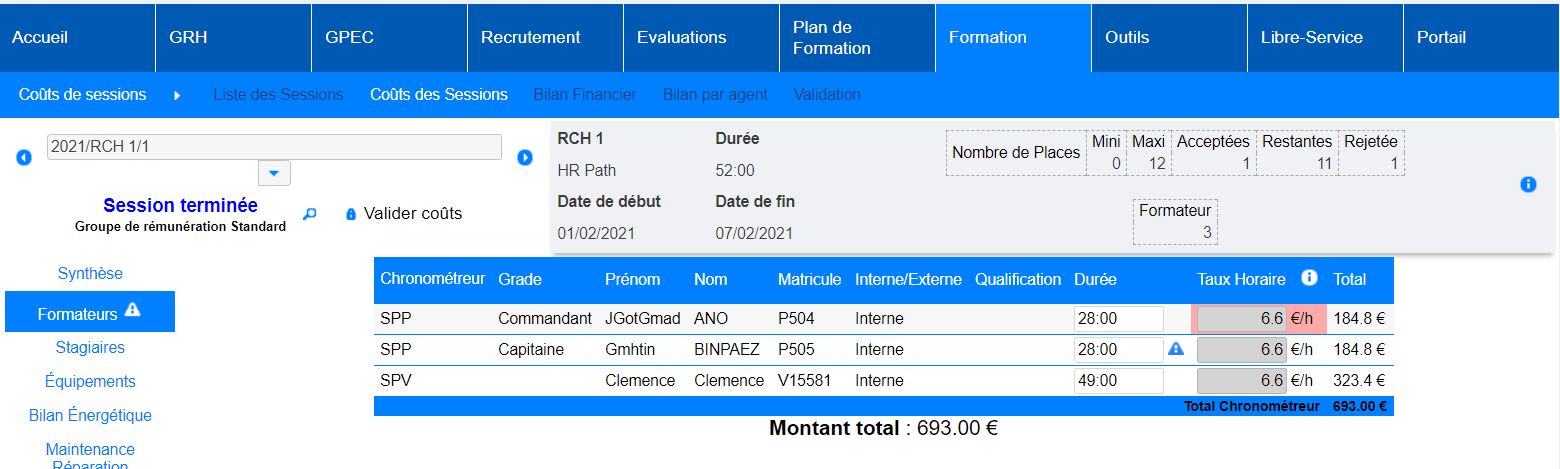 Accueil GRH GPEC Recrutement Evaluations Plan de Formation Formation Outils Libre-Service Portail
Coûts de sessions Liste des Sessions Coûts des Sessions Bilan Financier Bilan par agent Validation
2021/RCH 1/1
Session terminée
Groupe de rémunération Standard
Valider coûts
RCH 1 Durée
HR Path 52:00
Date de début Date de fin
01/02/2021 07/02/2021
Nombre de Places Mini Maxi Acceptées Restantes Rejetée
0 12 1 11 1
Formateur
3
Synthèse
Formateurs
Stagiaires
Équipements
Bilan Énergétique
Maintenance
Réparation
Chronométreur Grade Prénom Nom Matricule Interne/Externe Qualification Durée Taux Horaire Total
SPP Commandant JGotGmad ANO P504 Interne 28:00 6.6 €/h 184.8 €
SPP Capitaine Gmhtin BINPAEZ P505 Interne 28:00 6.6 €/h 184.8 €
SPV Clemence Clemence V15581 Interne 49:00 6.6 €/h 323.4 €
Total Chronométreur 693.00 €
Montant total : 693.00 €